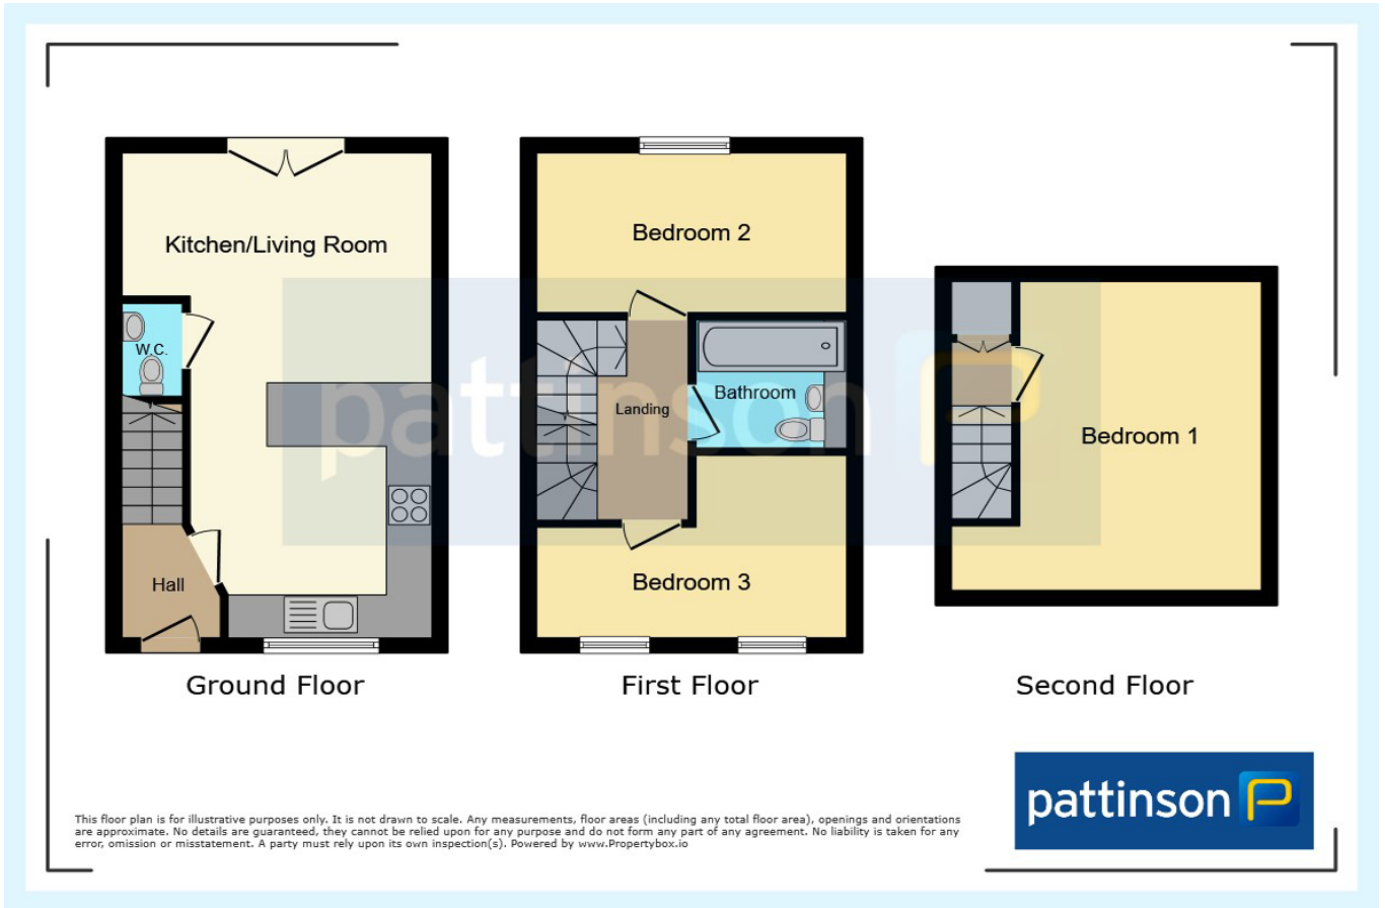 Kitchen/Living Room
W.C.
Hall
Ground Floor
Bedroom 2
Landing
Bathroom
Bedroom 3
First Floor
Bedroom 1
Second Floor
pattinson
pattinson
This floor plan is for illustrative purposes only. It is not drawn to scale. Any measurements, floor areas (including any total floor area), openings and orientations
are approximate. No details are guaranteed, they cannot be relied upon for any purpose and do not form any part of any agreement. No liability is taken for any
error, omission or misstatement. A party must rely upon its own inspection(s). Powered by www.Propertybox.io